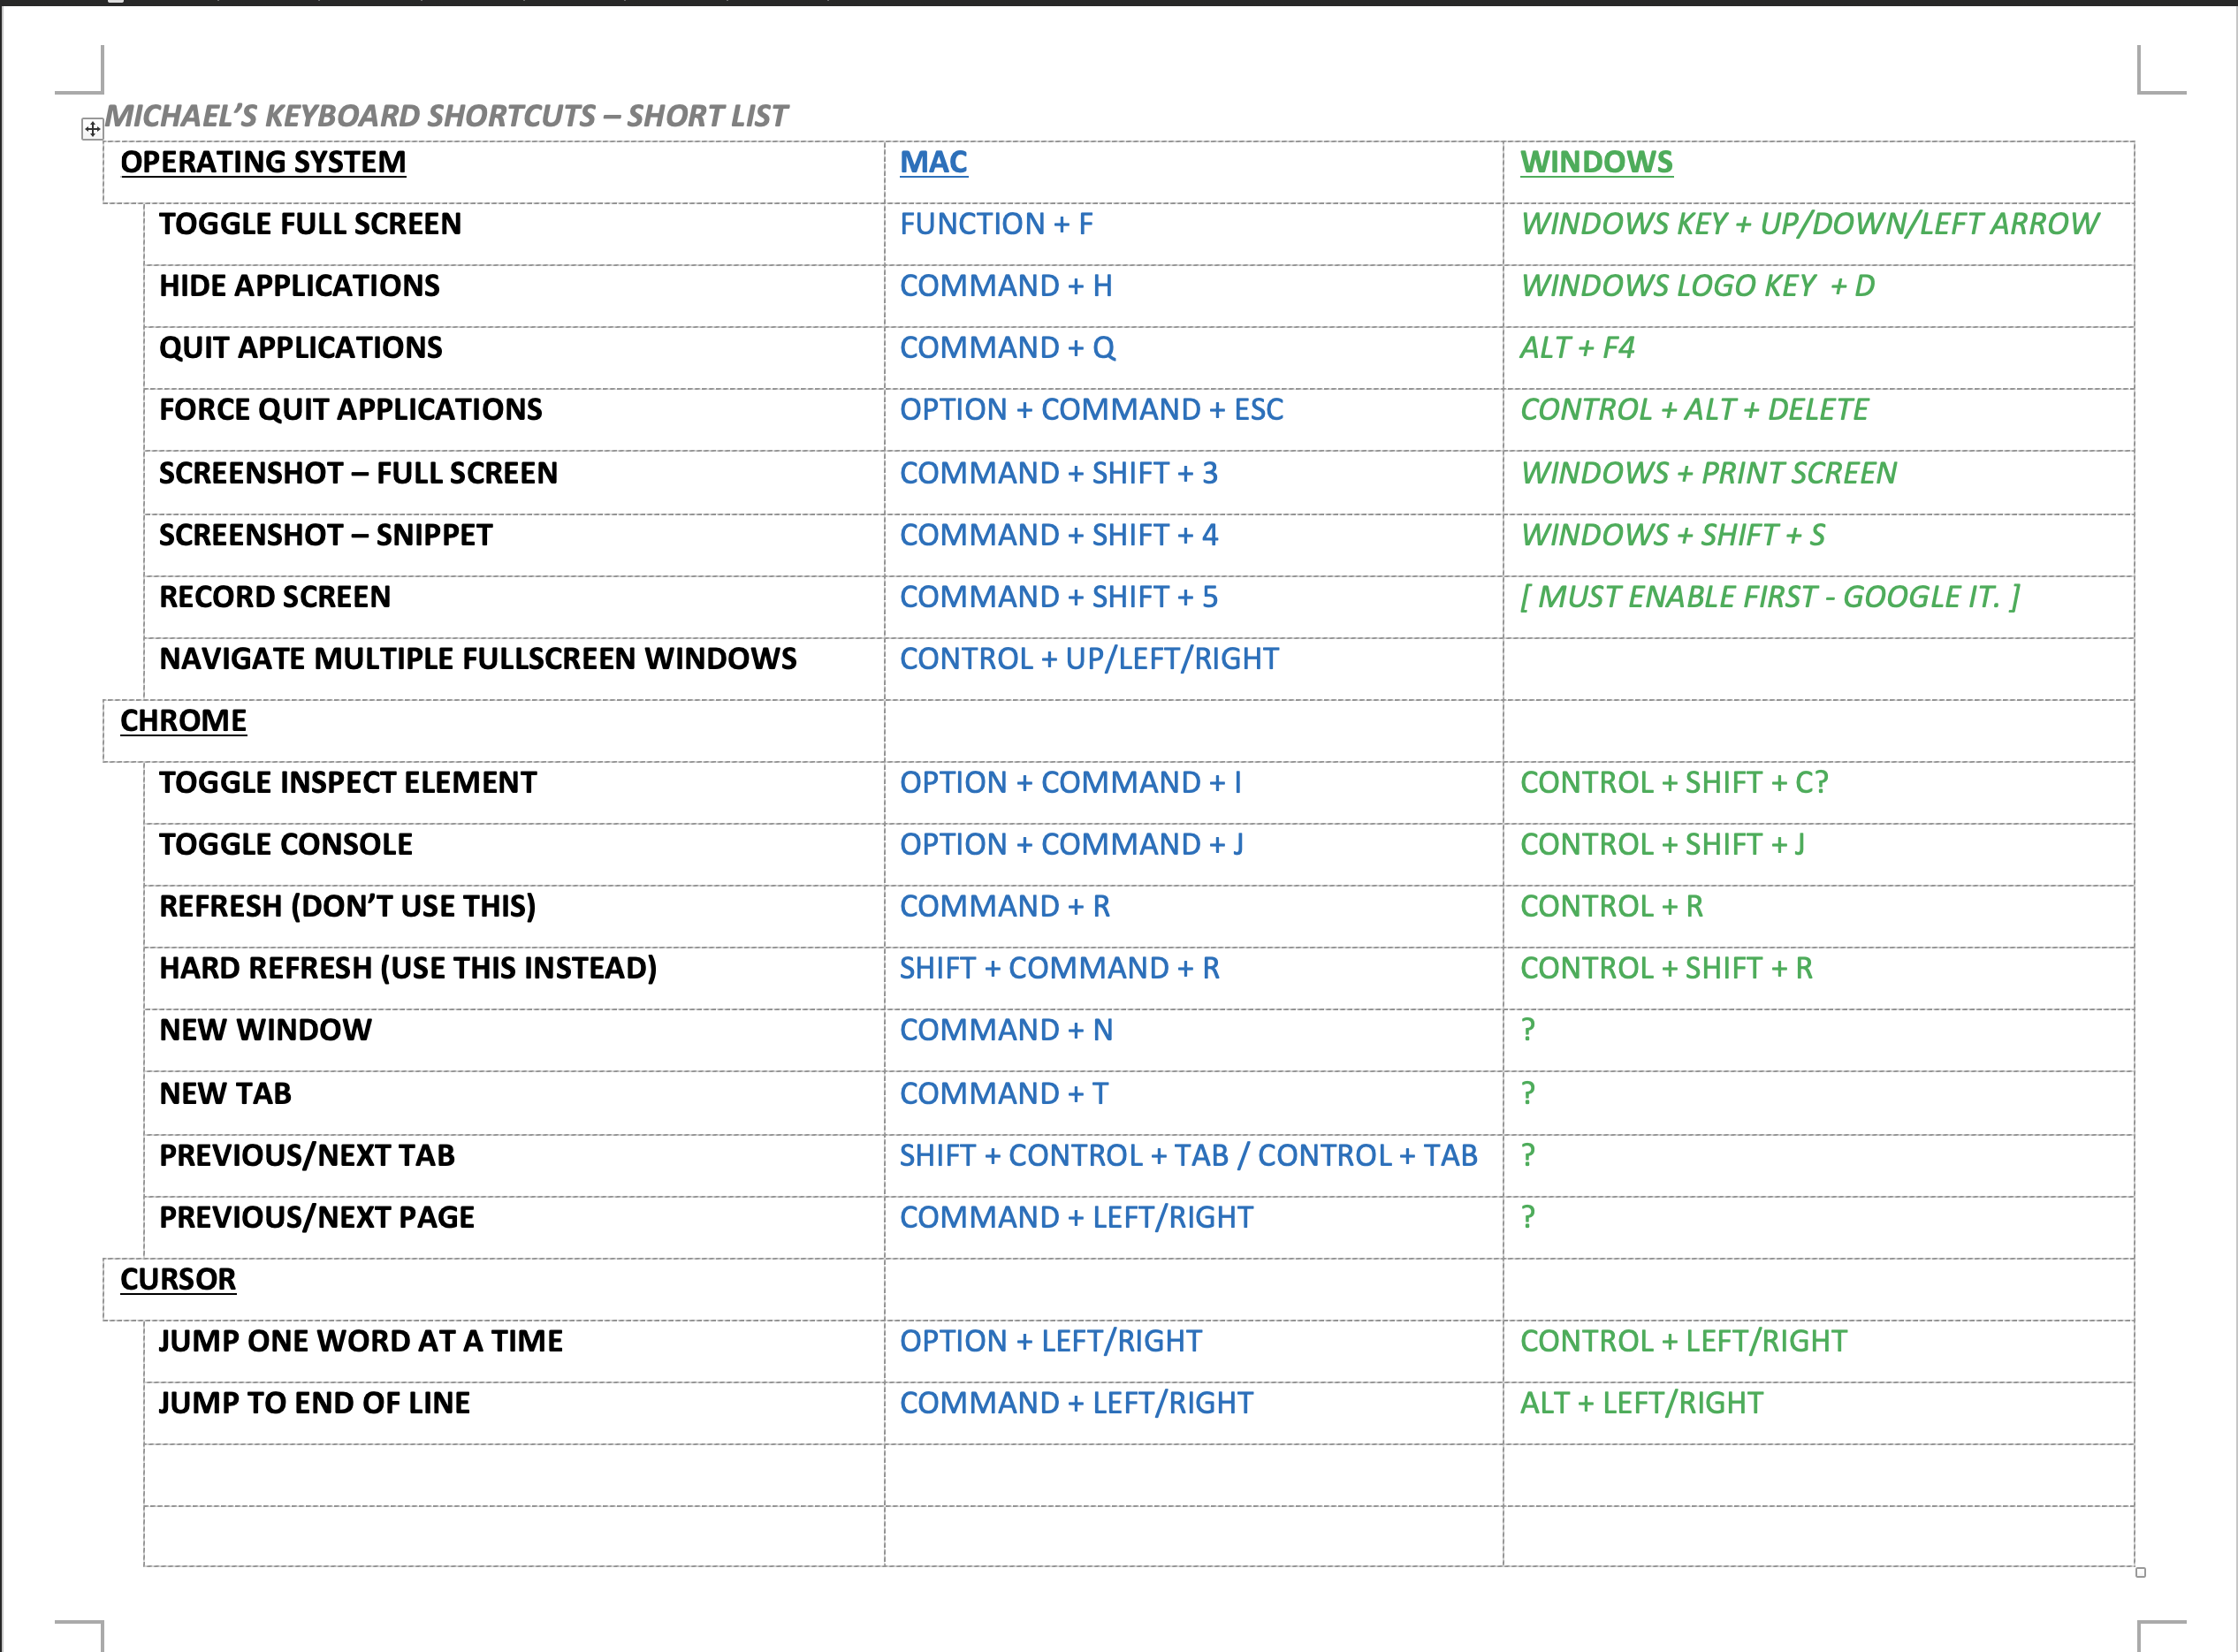 MICHAEL’S KEYBOARD SHORTCUTS – SHORT LIST
OPERATING SYSTEM MAC WINDOWS
TOGGLE FULL SCREEN FUNCTION + F WINDOWS KEY + UP/DOWN/LEFT ARROW
HIDE APPLICATIONS COMMAND + H WINDOWS LOGO KEY  + D
QUIT APPLICATIONS COMMAND + Q ALT + F4
FORCE QUIT APPLICATIONS OPTION + COMMAND + ESC CONTROL + ALT + DELETE
SCREENSHOT – FULL SCREEN COMMAND + SHIFT + 3 WINDOWS + PRINT SCREEN
SCREENSHOT – SNIPPET COMMAND + SHIFT + 4 WINDOWS + SHIFT + S
RECORD SCREEN COMMAND + SHIFT + 5 [ MUST ENABLE FIRST - GOOGLE IT. ]
NAVIGATE MULTIPLE FULLSCREEN WINDOWS CONTROL + UP/LEFT/RIGHT
CHROME
TOGGLE INSPECT ELEMENT OPTION + COMMAND + I CONTROL + SHIFT + C?
TOGGLE CONSOLE OPTION + COMMAND + J CONTROL + SHIFT + J
REFRESH (DON’T USE THIS) COMMAND + R CONTROL + R
HARD REFRESH (USE THIS INSTEAD) SHIFT + COMMAND + R CONTROL + SHIFT + R
NEW WINDOW COMMAND + N ?
NEW TAB COMMAND + T ?
PREVIOUS/NEXT TAB SHIFT + CONTROL + TAB / CONTROL + TAB ?
PREVIOUS/NEXT PAGE COMMAND + LEFT/RIGHT ?
CURSOR
JUMP ONE WORD AT A TIME OPTION + LEFT/RIGHT CONTROL + LEFT/RIGHT
JUMP TO END OF LINE COMMAND + LEFT/RIGHT ALT + LEFT/RIGHT